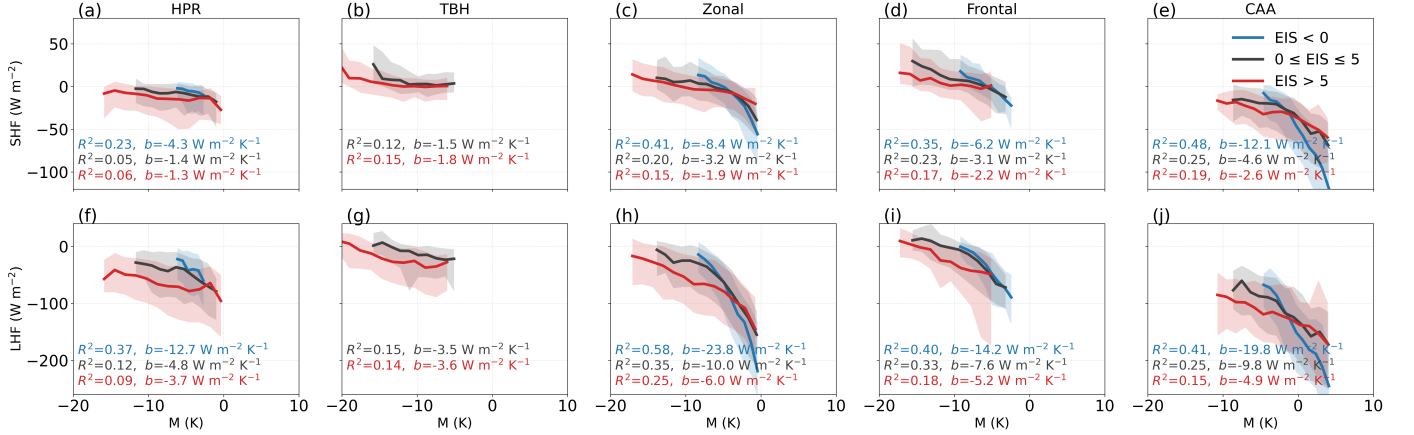 (a) HPR
(b) TBH
(c) Zonal
(d) Frontal
(e) CAA
SHF (W m−2)
50
0
−50
−100
EIS < 0
0 ≤ EIS ≤ 5
EIS > 5
R2=0.23, b=-4.3 W m−2 K−1
R2=0.05, b=-1.4 W m−2 K−1
R2=0.06, b=-1.3 W m−2 K−1
R2=0.12, b=-1.5 W m−2 K−1
R2=0.15, b=-1.8 W m−2 K−1
R2=0.41, b=-8.4 W m−2 K−1
R2=0.20, b=-3.2 W m−2 K−1
R2=0.15, b=-1.9 W m−2 K−1
R2=0.35, b=-6.2 W m−2 K−1
R2=0.23, b=-3.1 W m−2 K−1
R2=0.17, b=-2.2 W m−2 K−1
R2=0.48, b=-12.1 W m−2 K−1
R2=0.25, b=-4.6 W m−2 K−1
R2=0.19, b=-2.6 W m−2 K−1
(f)
(g)
(h)
(i)
(j)
LHF (W m−2)
0
−100
−200
R2=0.37, b=-12.7 W m−2 K−1
R2=0.12, b=-4.8 W m−2 K−1
R2=0.09, b=-3.7 W m−2 K−1
R2=0.15, b=-3.5 W m−2 K−1
R2=0.14, b=-3.6 W m−2 K−1
R2=0.58, b=-23.8 W m−2 K−1
R2=0.35, b=-10.0 W m−2 K−1
R2=0.25, b=-6.0 W m−2 K−1
R2=0.40, b=-14.2 W m−2 K−1
R2=0.33, b=-7.6 W m−2 K−1
R2=0.18, b=-5.2 W m−2 K−1
R2=0.41, b=-19.8 W m−2 K−1
R2=0.25, b=-9.8 W m−2 K−1
R2=0.15, b=-4.9 W m−2 K−1
−20 −10 0 10
−20 −10 0 10
−20 −10 0 10
−20 −10 0 10
−20 −10 0 10
M (K)
M (K)
M (K)
M (K)
M (K)